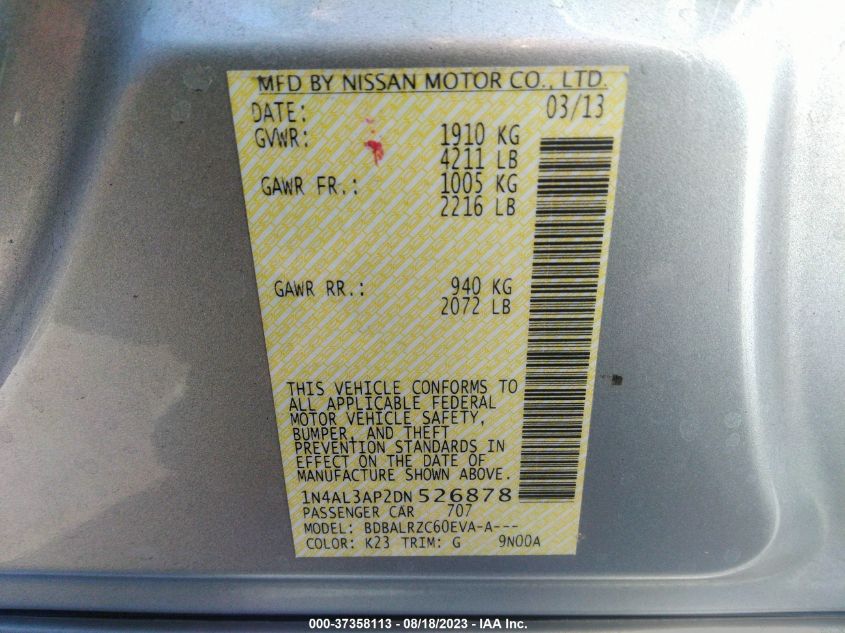 MFD BY NISSAN MOTOR CO., LTD.
DATE: 03/13
GVWR: 1910 KG
4211 LB
GAWR FR.: 1005 KG
2216 LB
GAWR RR.: 940 KG
2072 LB
THIS VEHICLE CONFORMS TO
ALL APPLICABLE FEDERAL
MOTOR VEHICLE SAFETY,
BUMPER, AND THEFT
PREVENTION STANDARDS IN
EFFECT ON THE DATE OF
MANUFACTURE SHOWN ABOVE.
1N4AL3AP2DN526878
PASSENGER CAR 707
MODEL: BDBALRZC60EVA-A---
COLOR: K23 TRIM: G 9N00A
000-37358113 - 08/18/2023 - IAA Inc.